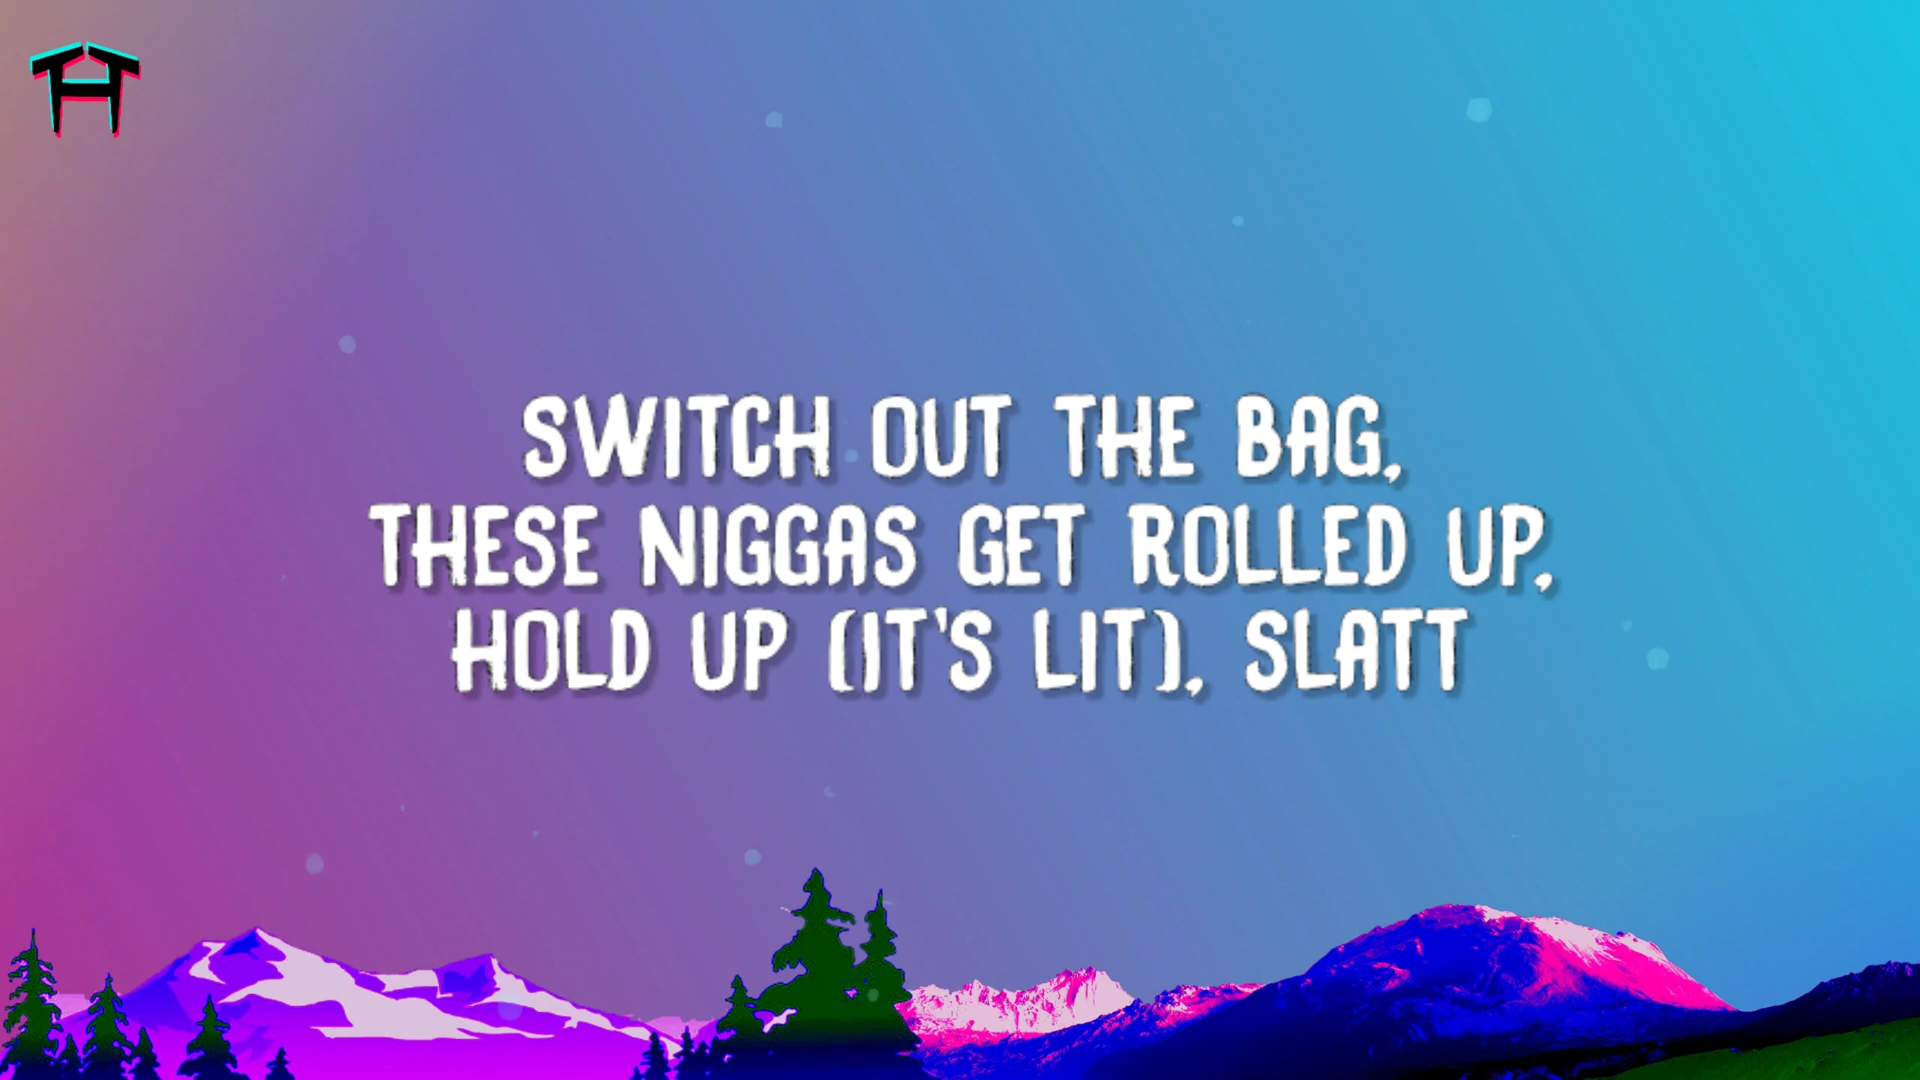 SWITCH OUT THE BAG,
THESE NIGGAS GET ROLLED UP,
HOLD UP (IT'S LIT), SLATT